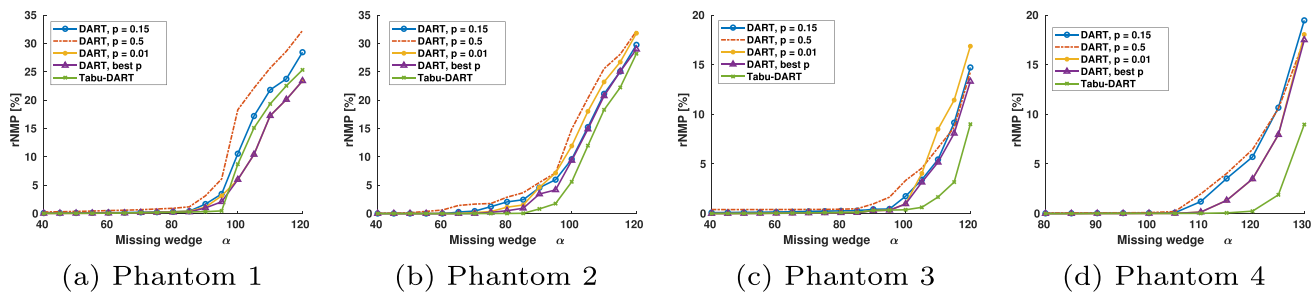 35
30
25
20
15
10
5
0
rNMP [%]
DART, p = 0.15
DART, p = 0.5
DART, p = 0.01
DART, best p
Tabu-DART
40 60 80 100 120
Missing wedge α
(a) Phantom 1
35
30
25
20
15
10
5
0
rNMP [%]
DART, p = 0.15
DART, p = 0.5
DART, p = 0.01
DART, best p
Tabu-DART
40 60 80 100 120
Missing wedge α
(b) Phantom 2
20
15
10
5
0
rNMP [%]
DART, p = 0.15
DART, p = 0.5
DART, p = 0.01
DART, best p
Tabu-DART
40 60 80 100 120
Missing wedge α
(c) Phantom 3
20
15
10
5
0
rNMP [%]
DART, p = 0.15
DART, p = 0.5
DART, p = 0.01
DART, best p
Tabu-DART
80 90 100 110 120 130
Missing wedge α
(d) Phantom 4